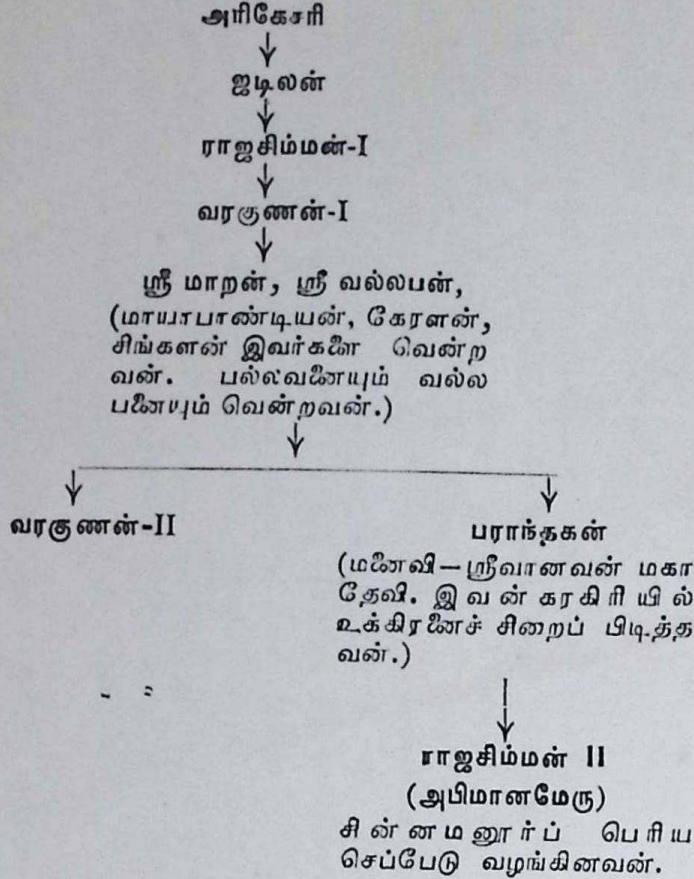 அரிகேசரி
ஜடிலன்
ராஜசிம்மன்-I
வரகுணன்-I
ஸ்ரீ மாறன், ஸ்ரீ வல்லபன்,
(மாயாபாண்டியன், கேரளன்,
சிங்களன் இவர்களை வென்ற
வன். பல்லவனையும் வல்ல
பனையும் வென்றவன்.)
வரகுணன்-II
பராந்தகன்
(மனைவி—ஸ்ரீவானவன் மகா
தேவி. இவன் கரகிரியில்
உக்கிரனைச் சிறைப் பிடித்த
வன்.)
ராஜசிம்மன் II
(அபிமானமேரு)
சின்னமனூர்ப் பெரிய
செப்பேடு வழங்கினவன்.